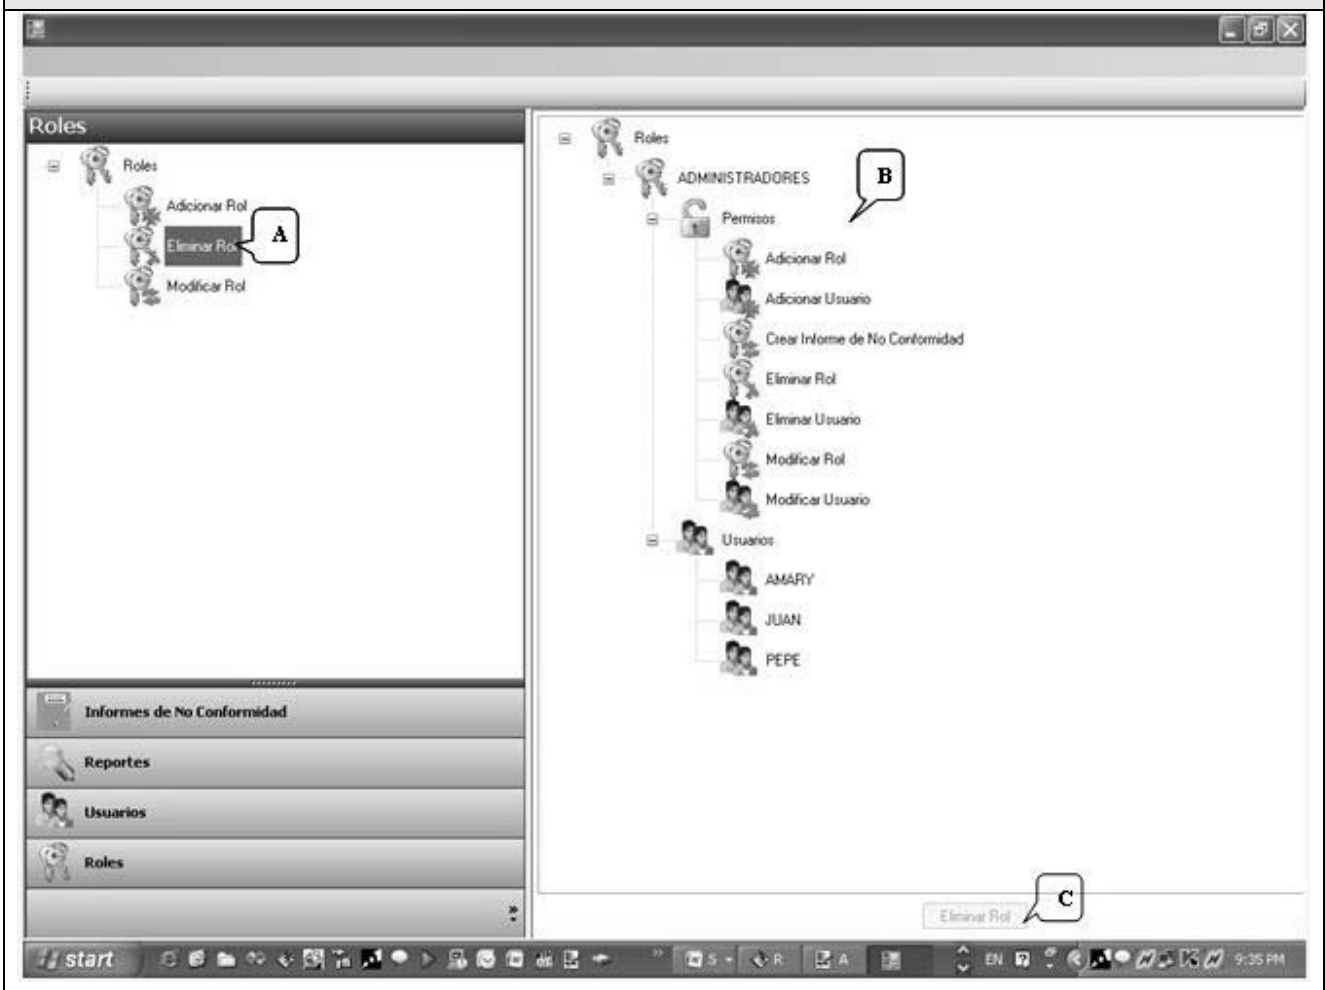 Roles
Roles
Adicionar Rol
Eliminar Rol
A
Modificar Rol
Informes de No Conformidad
Reportes
Usuarios
Roles
Roles
ADMINISTRADORES
B
Permisos
Adicionar Rol
Adicionar Usuario
Crear Informe de No Conformidad
Eliminar Rol
Eliminar Usuario
Modificar Rol
Modificar Usuario
Usuarios
AMARY
JUAN
PEPE
Eliminar Rol
C
start
S
R
A
EN
9:35 PM